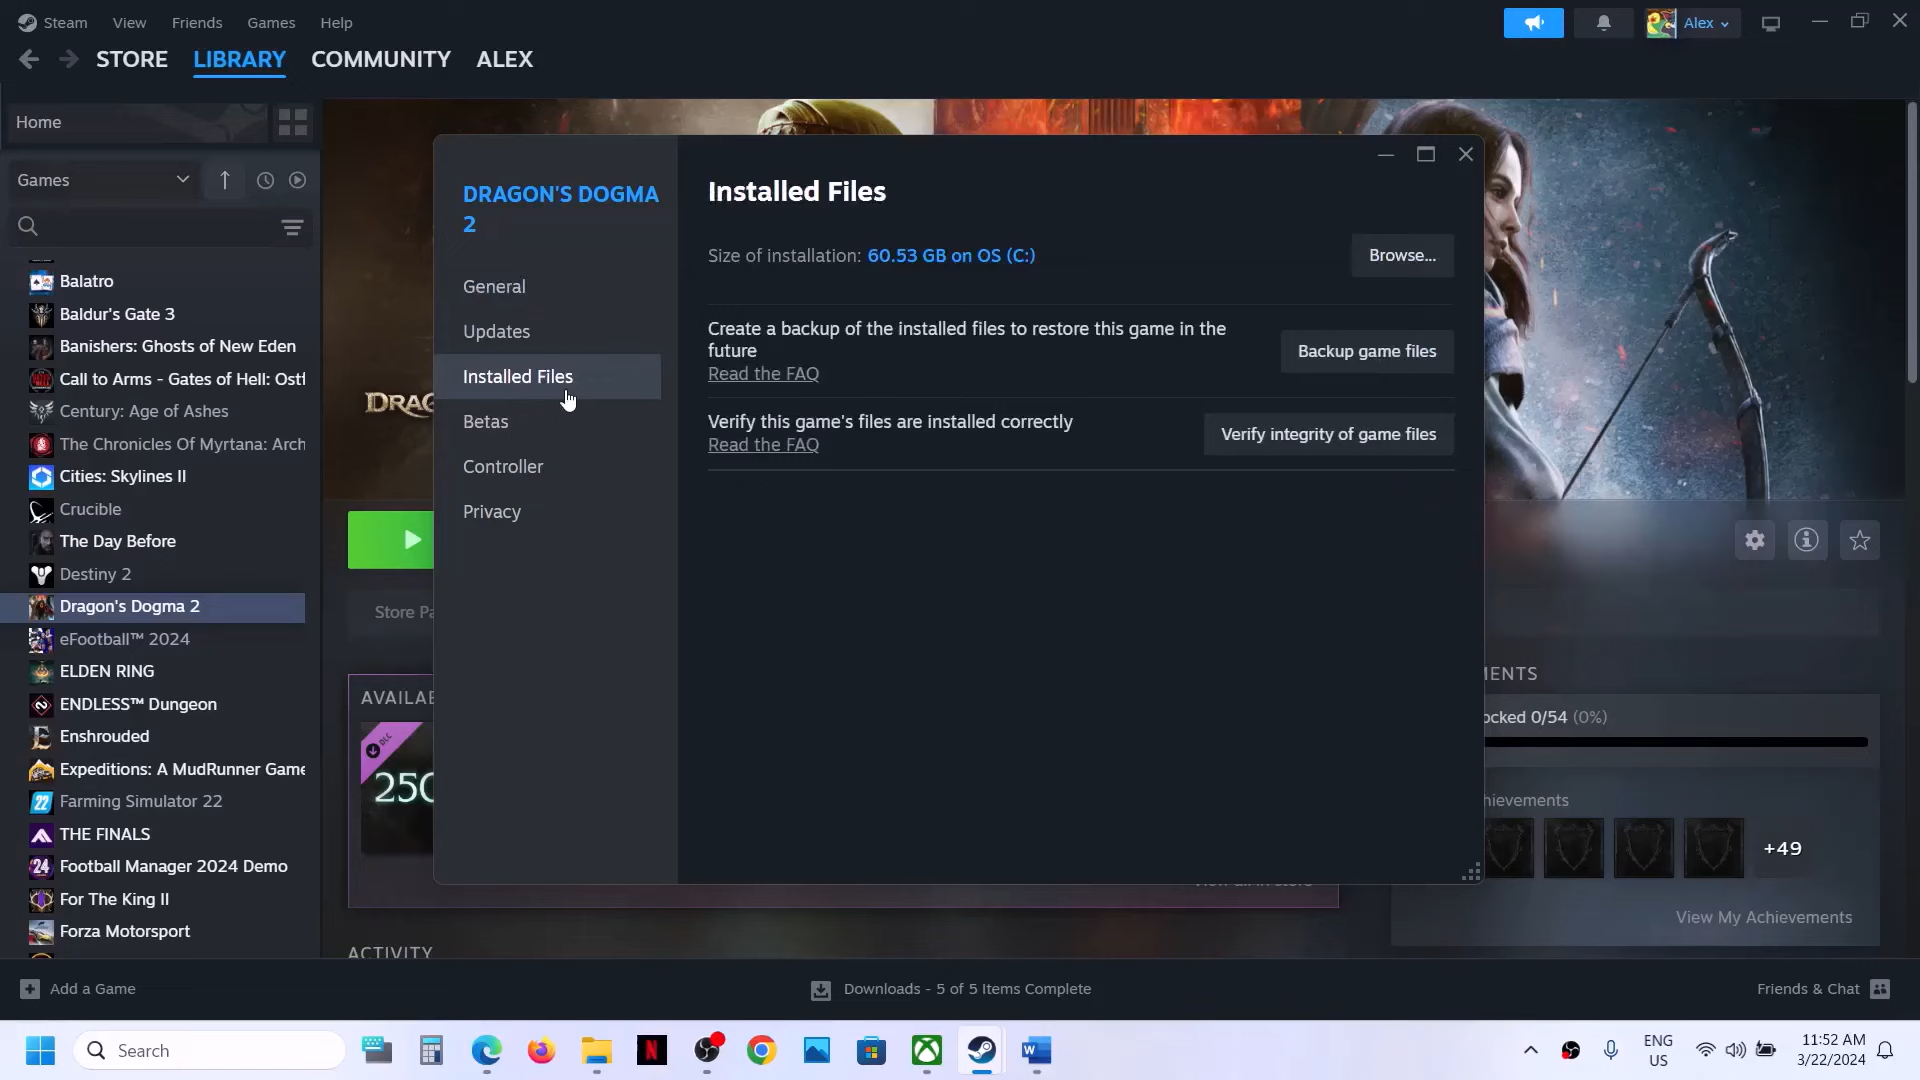 Steam View Friends Games Help
Alex
STORE LIBRARY COMMUNITY ALEX
Home
Games
Balatro
Baldur's Gate 3
Banishers: Ghosts of New Eden
Call to Arms - Gates of Hell: Ostf
Century: Age of Ashes
The Chronicles Of Myrtana: Arch
Cities: Skylines II
Crucible
The Day Before
Destiny 2
Dragon's Dogma 2
eFootball™ 2024
ELDEN RING
ENDLESS™ Dungeon
Enshrouded
Expeditions: A MudRunner Game
Farming Simulator 22
THE FINALS
Football Manager 2024 Demo
For The King II
Forza Motorsport
DRAGON'S DOGMA
2
General
Updates
Installed Files
Betas
Controller
Privacy
Installed Files
Size of installation: 60.53 GB on OS (C:)
Browse...
Create a backup of the installed files to restore this game in the
future
Read the FAQ
Backup game files
Verify this game's files are installed correctly
Read the FAQ
Verify integrity of game files
DRAG
Store Pa
AVAILAB
DLC
250
ACTIVITY
MENTS
ocked 0/54 (0%)
hievements
+49
View My Achievements
Add a Game
Downloads - 5 of 5 Items Complete
Friends & Chat
Search
ENG
US
11:52 AM
3/22/2024